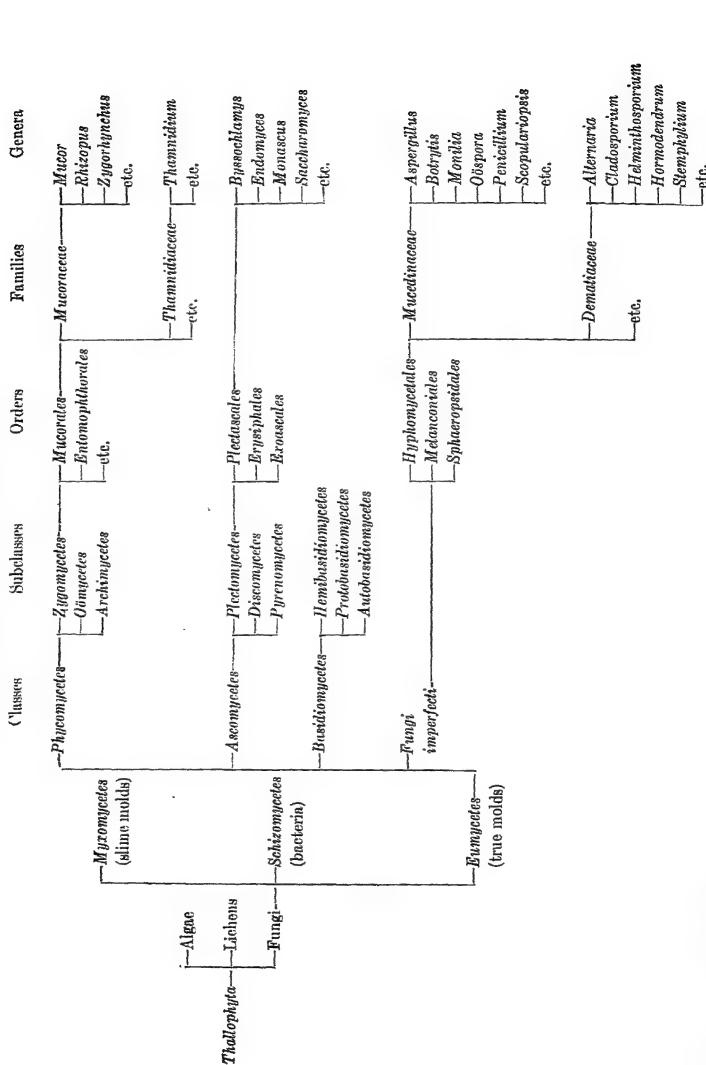 Classes Subclasses Orders Families Genera
Thallophyta
Algae
Lichens
Fungi
Myxomycetes
(slime molds)
Schizomycetes
(bacteria)
Eumycetes
(true molds)
Phycomycetes
Zygomycetes
Oömycetes
Archimycetes
Mucorales
Entomophthorales
etc.
Mucoraceae
Mucor
Rhizopus
Zygorhynchus
etc.
Thamnidiaceae
etc.
Thamnidium
etc.
Ascomycetes
Plectomycetes
Discomycetes
Pyrenomycetes
Plectascales
Erysiphales
Exoascales
Byssochlamys
Endomyces
Monascus
Saccharomyces
etc.
Basidiomycetes
Hemibasidiomycetes
Protobasidiomycetes
Autobasidiomycetes
Fungi
imperfecti
Hyphomycetales
Melanconiales
Sphaeropsidales
Mucedinaceae
Aspergillus
Botrytis
Monilia
Oöspora
Penicillium
Scopulariopsis
etc.
Dematiaceae
etc.
Alternaria
Cladosporium
Helminthosporium
Hormodendrum
Stemphylium
etc.